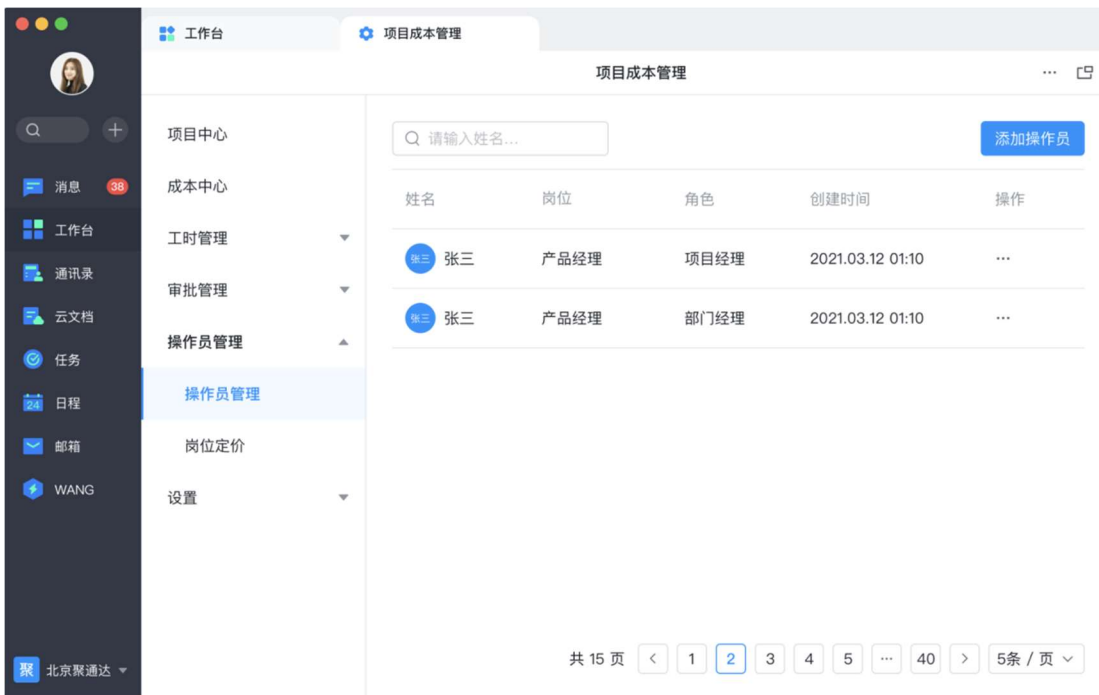 工作台
项目成本管理
项目成本管理
...
消息 38
工作台
通讯录
云文档
任务
24 日程
邮箱
WANG
聚 北京聚通达
项目中心
成本中心
工时管理
审批管理
操作员管理
操作员管理
岗位定价
设置
请输入姓名...
添加操作员
姓名 岗位 角色 创建时间 操作
张三 张三 产品经理 项目经理 2021.03.12 01:10 ...
张三 张三 产品经理 部门经理 2021.03.12 01:10 ...
共 15 页 < 1 2 3 4 5 ... 40 > 5条 / 页